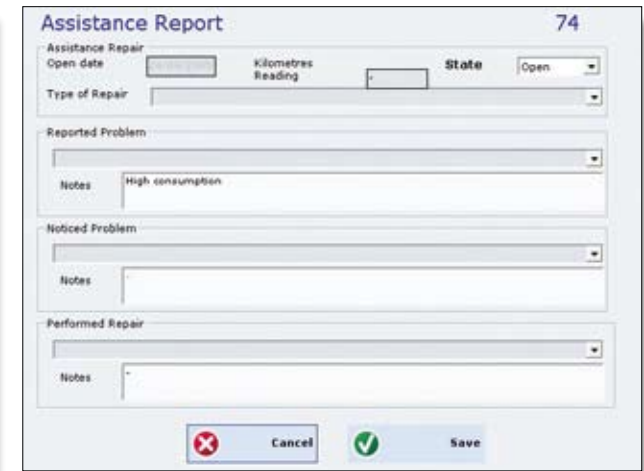 Assistance Report 74
Assistance Repair
Open date Kilometres Reading - State Open
Type of Repair
Reported Problem
Notes High consumption
Noticed Problem
Notes .
Performed Repair
Notes -
Cancel Save